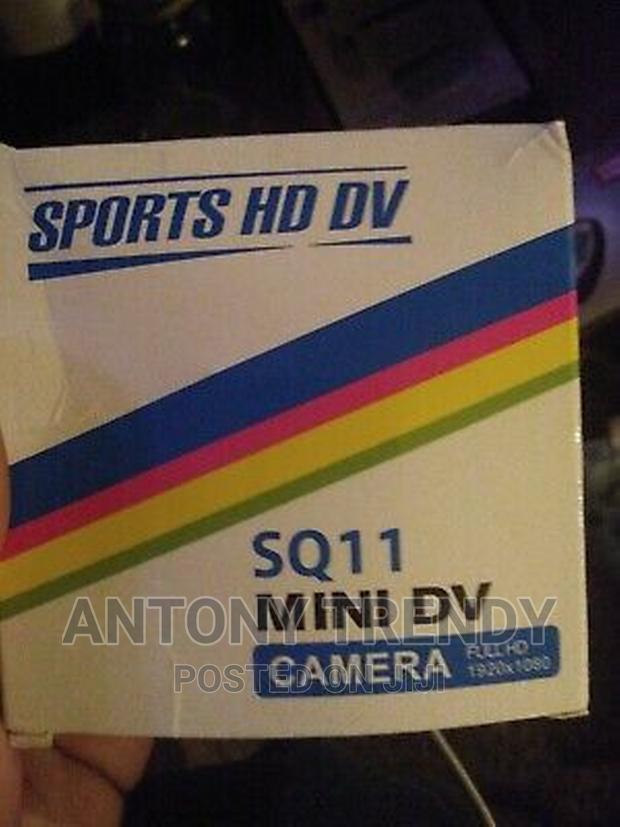 SPORTS HD DV
SQ11
MINI DV
ANTONY TRENDY
CAMERA FULL HD
1920x1080
POSTED ON JIJI